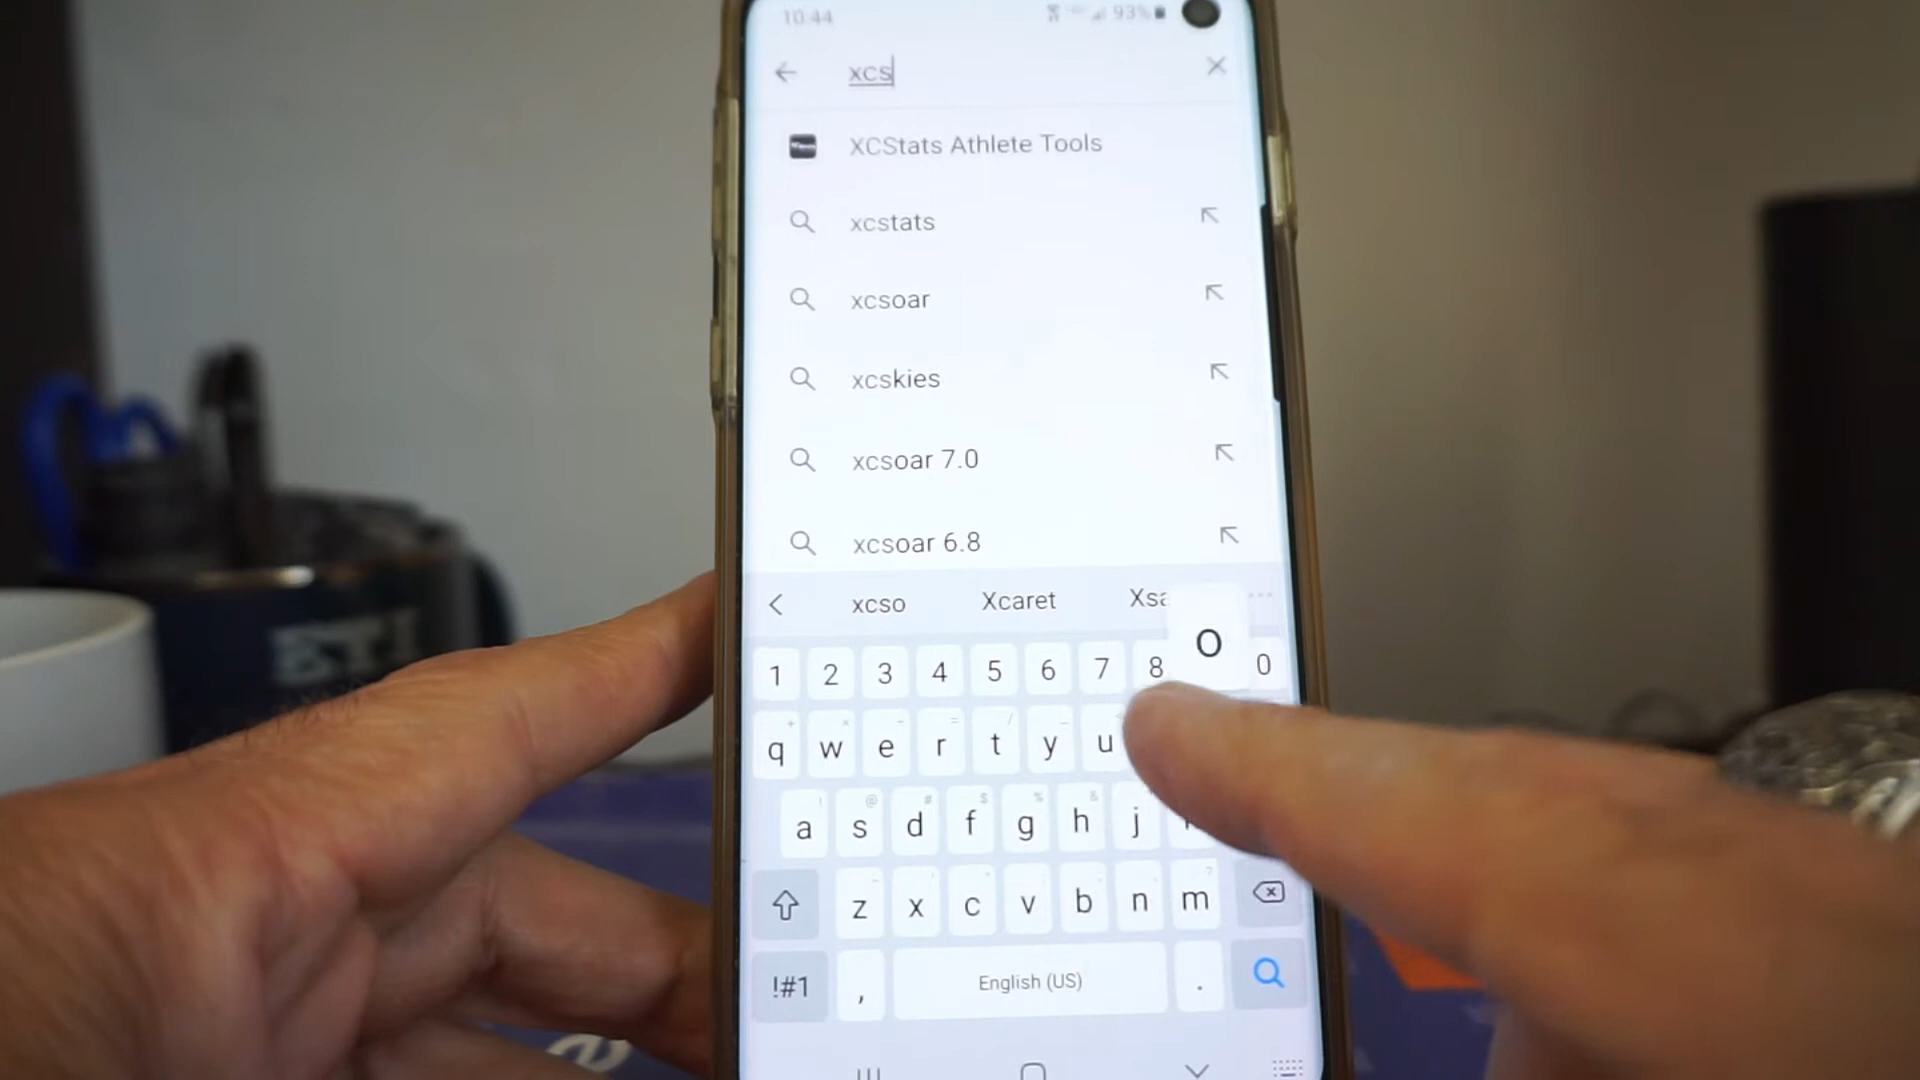 10:44 93%
xcs
XCStats Athlete Tools
xcstats
xcsoar
xcskies
xcsoar 7.0
xcsoar 6.8
xcso Xcaret Xsa
o
1 2 3 4 5 6 7 8 0
q w e r t y u
a s d f g h j
z x c v b n m
!#1 , English (US) .